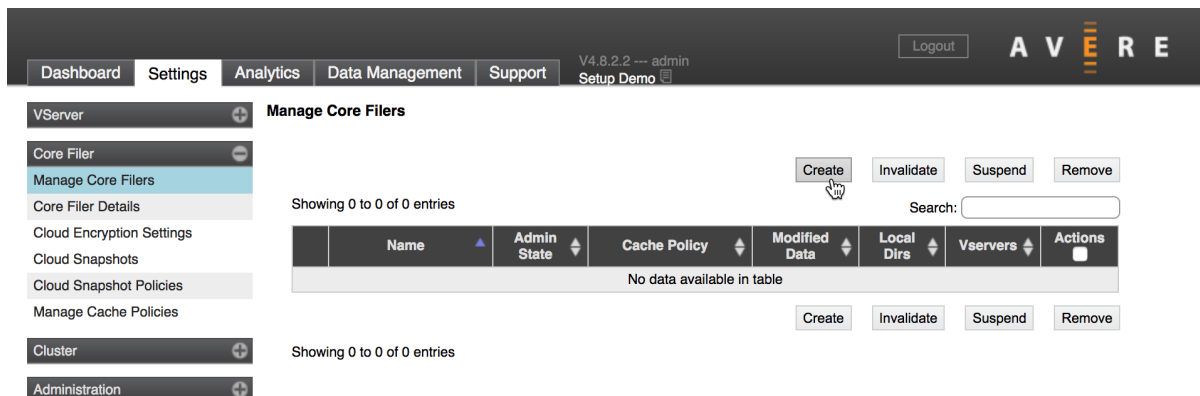 Logout
AVERE
V4.8.2.2 --- admin
Dashboard Settings Analytics Data Management Support Setup Demo
VServer
Manage Core Filers
Core Filer
Manage Core Filers
Create Invalidate Suspend Remove
Core Filer Details
Showing 0 to 0 of 0 entries
Search:
Cloud Encryption Settings
Cloud Snapshots
Name Admin State Cache Policy Modified Data Local Dirs Vservers Actions
Cloud Snapshot Policies
No data available in table
Manage Cache Policies
Create Invalidate Suspend Remove
Cluster
Showing 0 to 0 of 0 entries
Administration